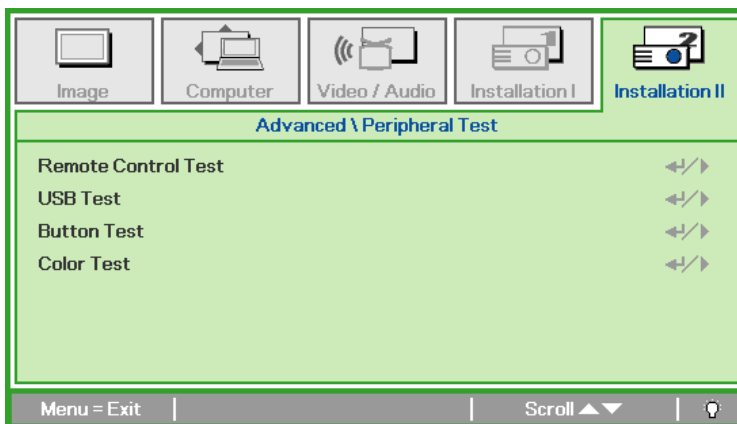 Image
Computer
Video / Audio
Installation I
Installation II
Advanced \ Peripheral Test
Remote Control Test
USB Test
Button Test
Color Test
Menu = Exit
Scroll ▲▼